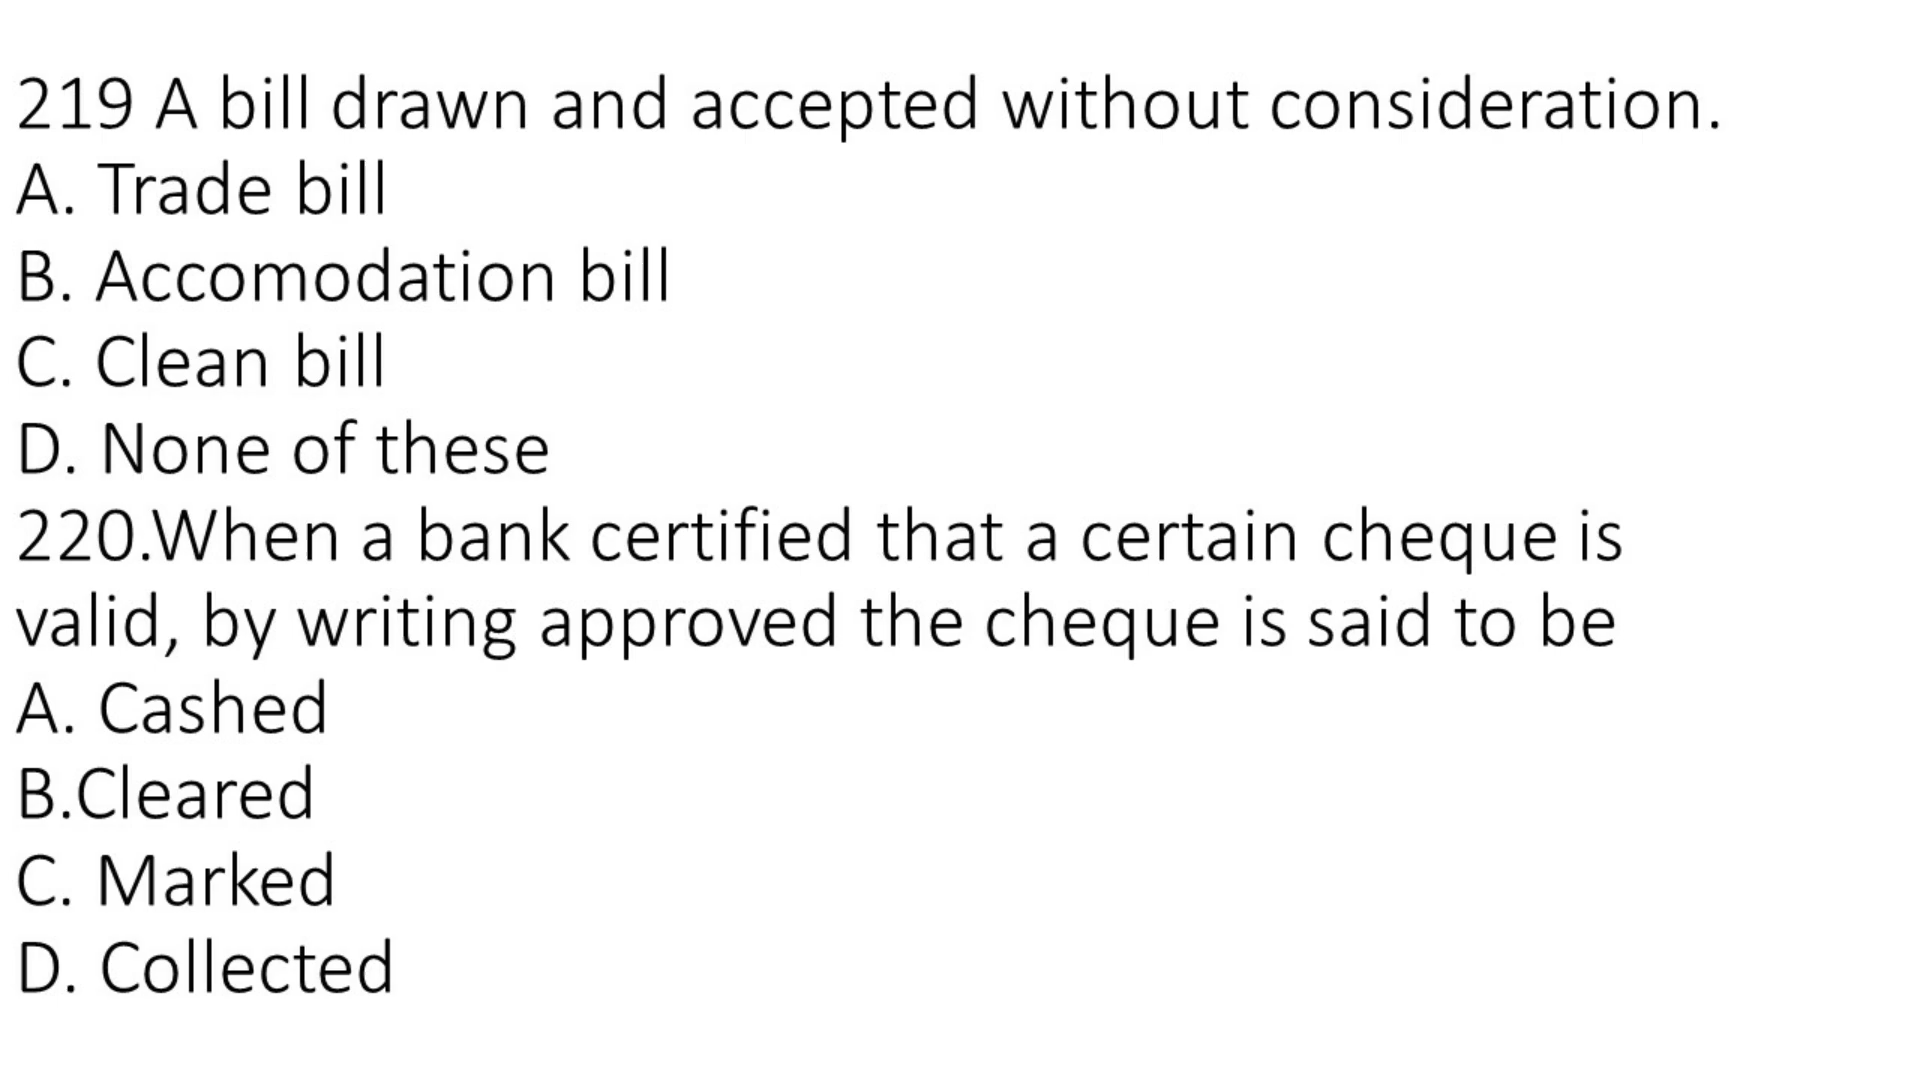 219 A bill drawn and accepted without consideration.
A. Trade bill
B. Accomodation bill
C. Clean bill
D. None of these
220.When a bank certified that a certain cheque is
valid, by writing approved the cheque is said to be
A. Cashed
B.Cleared
C. Marked
D. Collected